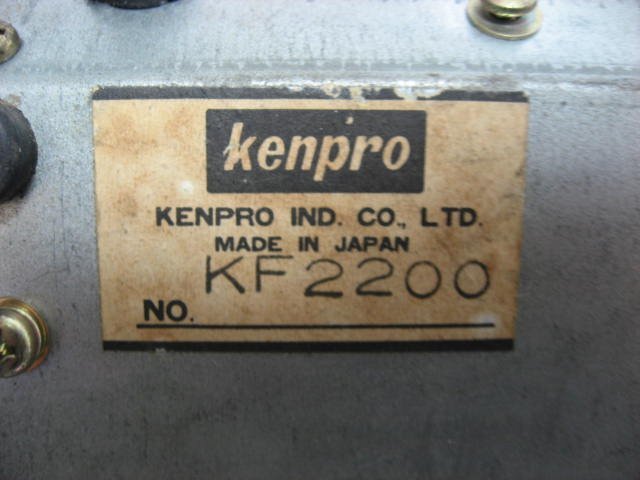 kenpro
KENPRO IND. CO., LTD.
MADE IN JAPAN
KF2200
NO.